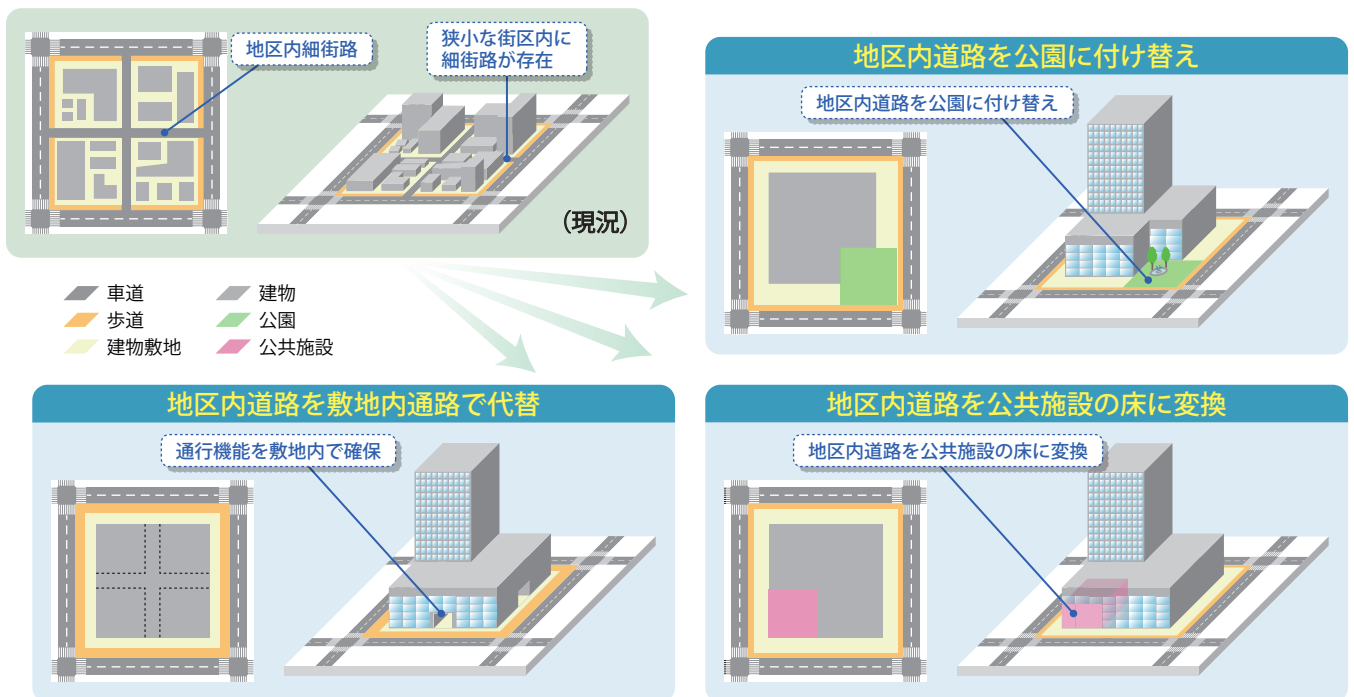 地区内細街路
狭小な街区内に
細街路が存在
（現況）
車道
歩道
建物敷地
建物
公園
公共施設
地区内道路を公園に付け替え
地区内道路を公園に付け替え
地区内道路を敷地内通路で代替
通行機能を敷地内で確保
地区内道路を公共施設の床に変換
地区内道路を公共施設の床に変換